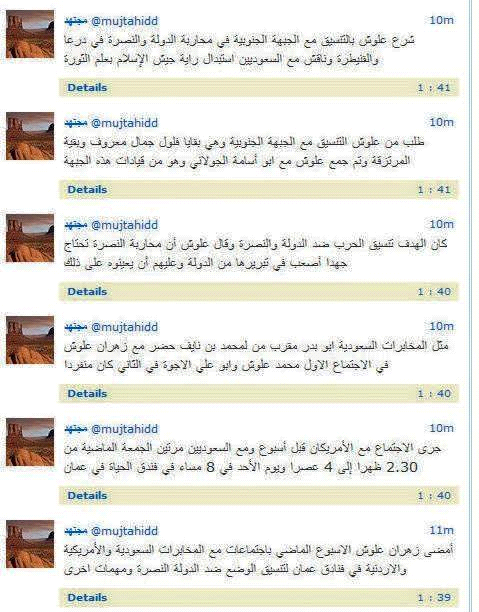 مجتهد @mujtahidd 10m
شرع علوش بالتنسيق مع الجبهة الجنوبية في محاربة الدولة والنصرة في درعا
والقنيطرة وناقش مع السعوديين استبدال راية جيش الإسلام بعلم الثورة
Details 1 : 41
مجتهد @mujtahidd 10m
طلب من علوش التنسيق مع الجبهة الجنوبية وهي بقايا فلول جمال معروف وبقية
المرتزقة وتم جمع علوش مع ابو أسامة الجولاني وهو من قيادات هذه الجبهة
Details 1 : 41
مجتهد @mujtahidd 10m
كان الهدف تنسيق الحرب ضد الدولة والنصرة وقال علوش أن محاربة النصرة تحتاج
جهدا أصعب في تبريرها من الدولة وعليهم أن يعينوه على ذلك
Details 1 : 40
مجتهد @mujtahidd 10m
مثل المخابرات السعودية ابو بدر مقرب من لمحمد بن نايف حضر مع زهران علوش
في الاجتماع الاول محمد علوش وابو علي الاجوة في الثاني كان منفردا
Details 1 : 40
مجتهد @mujtahidd 10m
جرى الاجتماع مع الأمريكان قبل أسبوع ومع السعوديين مرتين الجمعة الماضية من
2.30 ظهرا إلى 4 عصرا ويوم الأحد في 8 مساء في فندق الحياة في عمان
Details 1 : 40
مجتهد @mujtahidd 11m
أمضى زهران علوش الاسبوع الماضي باجتماعات مع المخابرات السعودية والأمريكية
والاردنية في فنادق عمان لتنسيق الوضع ضد الدولة النصرة ومهمات اخرى
Details 1 : 39